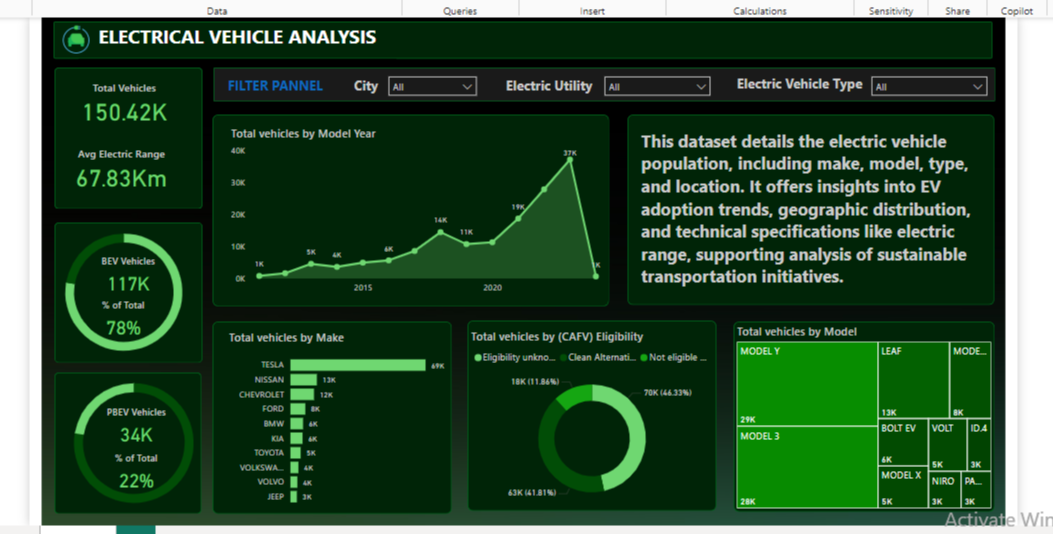 Data Queries Insert Calculations Sensitivity Share Copilot
ELECTRICAL VEHICLE ANALYSIS
Total Vehicles
150.42K
Avg Electric Range
67.83Km
FILTER PANNEL City All Electric Utility All Electric Vehicle Type All
BEV Vehicles
117K
% of Total
78%
PBEV Vehicles
34K
% of Total
22%
Total vehicles by Model Year
40K
30K
20K
10K
0K
1K
5K
4K
6K
14K
11K
19K
37K
2015 2020
This dataset details the electric vehicle
population, including make, model, type,
and location. It offers insights into EV
adoption trends, geographic distribution,
and technical specifications like electric
range, supporting analysis of sustainable
transportation initiatives.
Total vehicles by Make
TESLA 69K
NISSAN 13K
CHEVROLET 12K
FORD 8K
BMW 6K
KIA 6K
TOYOTA 5K
VOLKSWA... 4K
VOLVO 4K
JEEP 3K
Total vehicles by (CAFV) Eligibility
Eligibility unkno... Clean Alternati... Not eligible ...
18K (11.86%)
70K (46.33%)
63K (41.81%)
Total vehicles by Model
MODEL Y
29K
MODEL 3
28K
LEAF
13K
MODE...
8K
BOLT EV
6K
VOLT
5K
ID.4
3K
MODEL X
5K
NIRO
3K
PA...
3K
Activate Win